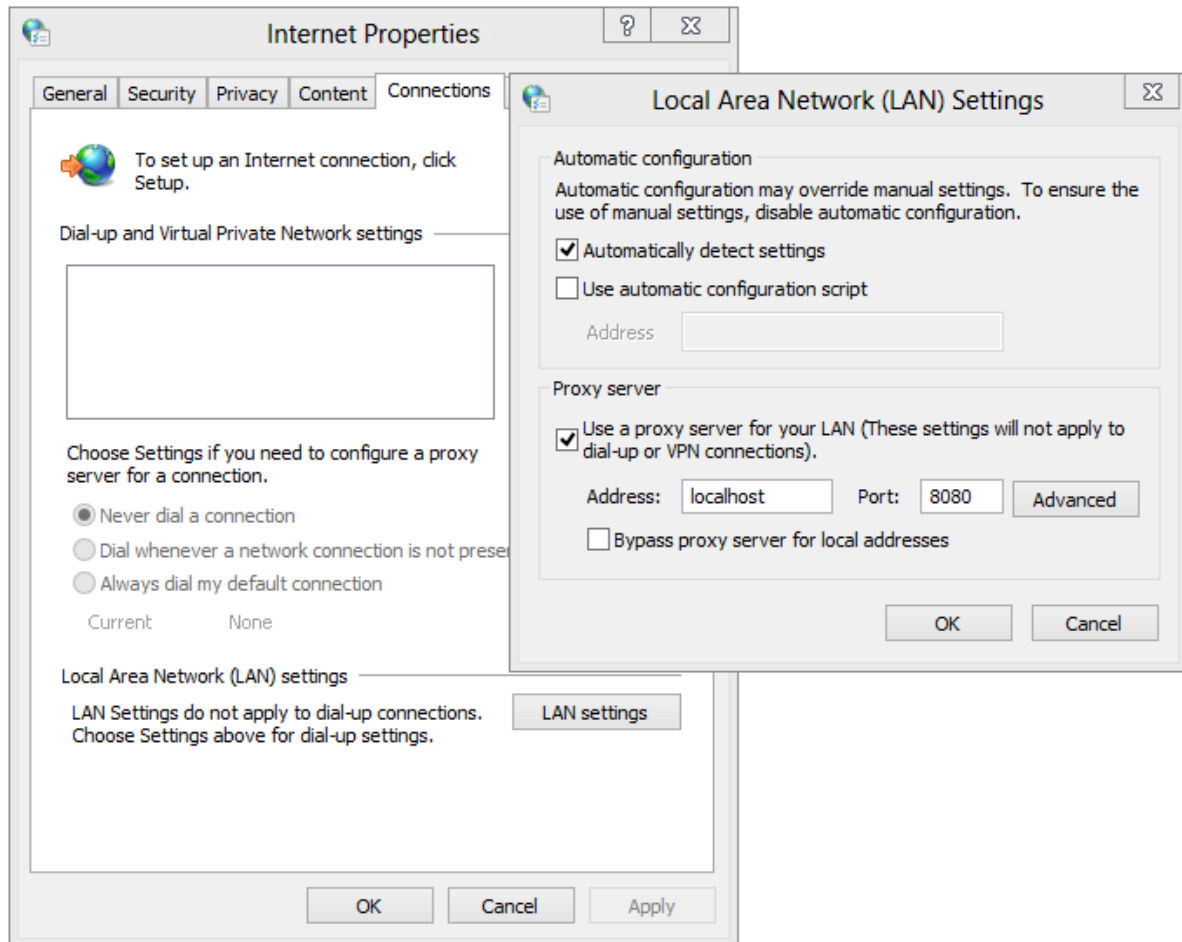 Internet Properties
General Security Privacy Content Connections
To set up an Internet connection, click
Setup.
Dial-up and Virtual Private Network settings
Choose Settings if you need to configure a proxy
server for a connection.
Never dial a connection
Dial whenever a network connection is not prese
Always dial my default connection
Current None
Local Area Network (LAN) settings
LAN Settings do not apply to dial-up connections.
Choose Settings above for dial-up settings.
LAN settings
OK Cancel Apply
Local Area Network (LAN) Settings
Automatic configuration
Automatic configuration may override manual settings. To ensure the
use of manual settings, disable automatic configuration.
Automatically detect settings
Use automatic configuration script
Address
Proxy server
Use a proxy server for your LAN (These settings will not apply to
dial-up or VPN connections).
Address: localhost Port: 8080 Advanced
Bypass proxy server for local addresses
OK Cancel